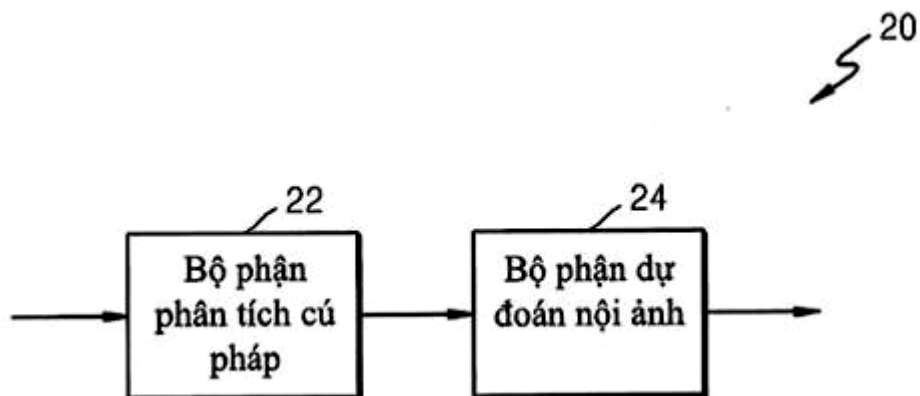 20
22
Bộ phận
phân tích cú
pháp
24
Bộ phận dự
đoán nội ảnh